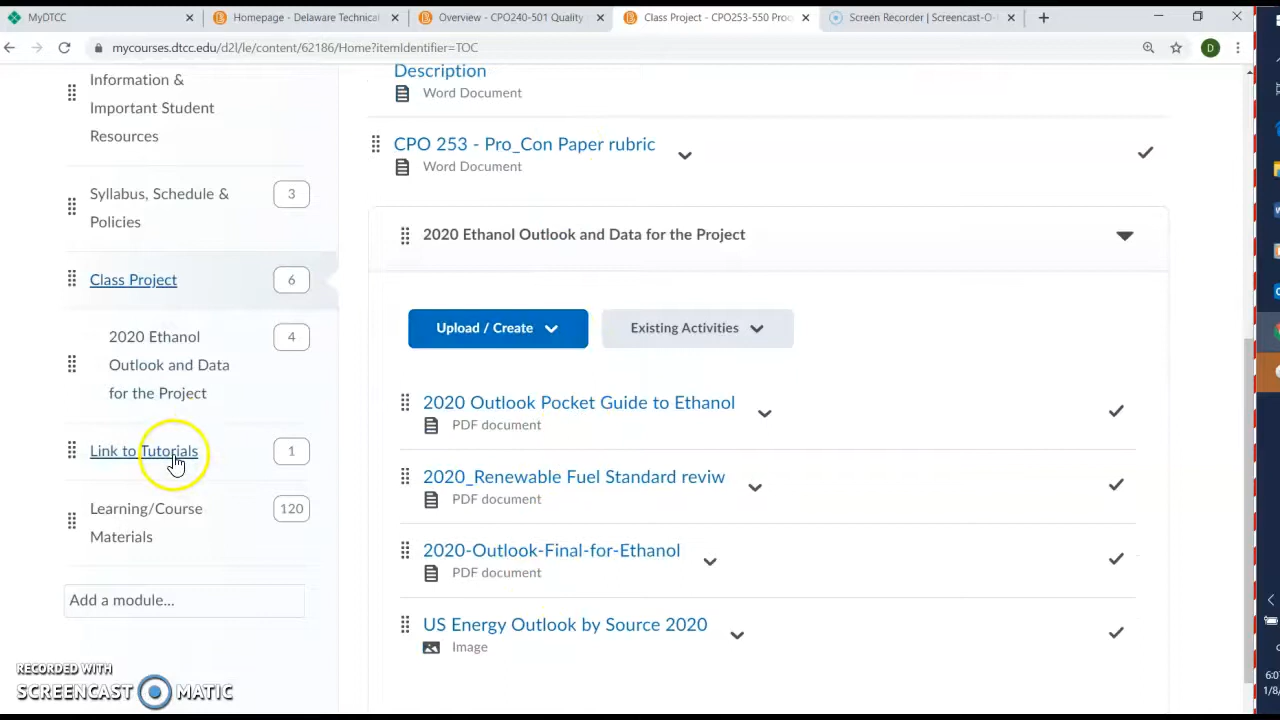 MyDTCC
Homepage - Delaware Technical
Overview - CPO240-501 Quality
Class Project - CPO253-550 Proc
Screen Recorder | Screencast-O-
mycourses.dtcc.edu/d2l/le/content/62186/Home?itemIdentifier=TOC
D
Information &
Important Student
Resources
Syllabus, Schedule &
Policies
3
Class Project
6
2020 Ethanol
Outlook and Data
for the Project
4
Link to Tutorials
1
Learning/Course
Materials
120
Add a module...
Description
Word Document
CPO 253 - Pro_Con Paper rubric
Word Document
2020 Ethanol Outlook and Data for the Project
Upload / Create
Existing Activities
2020 Outlook Pocket Guide to Ethanol
PDF document
2020_Renewable Fuel Standard reviw
PDF document
2020-Outlook-Final-for-Ethanol
PDF document
US Energy Outlook by Source 2020
Image
RECORDED WITH
SCREENCAST MATIC
6:0
1/8/